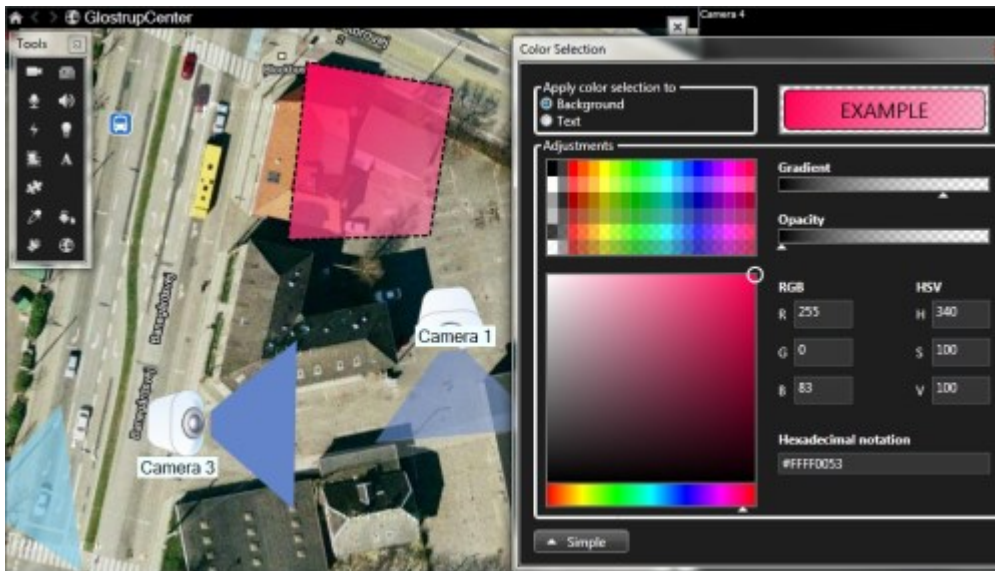 GlostrupCenter
Camera 4
Tools
A
Camera 1
Camera 3
Color Selection
Apply color selection to
Background
Text
EXAMPLE
Adjustments
Gradient
Opacity
RGB
HSV
R 255
H 340
G 0
S 100
B 83
V 100
Hexadecimal notation
#FFFF0053
Simple